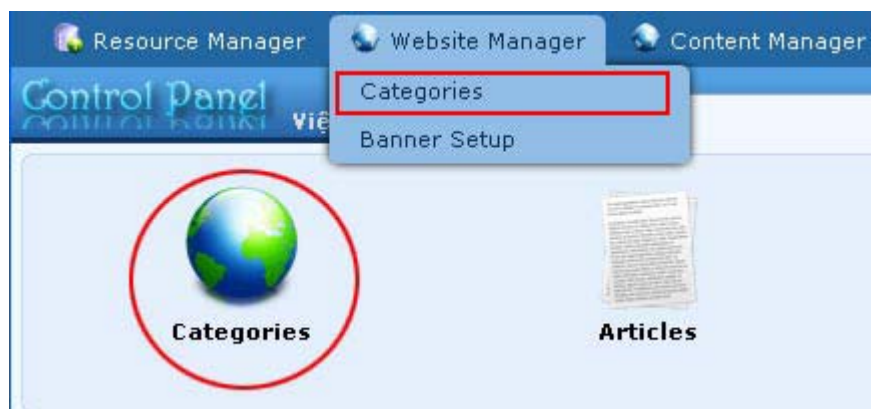 Resource Manager Website Manager Content Manager
Control Panel
Categories
Banner Setup
Categories Articles